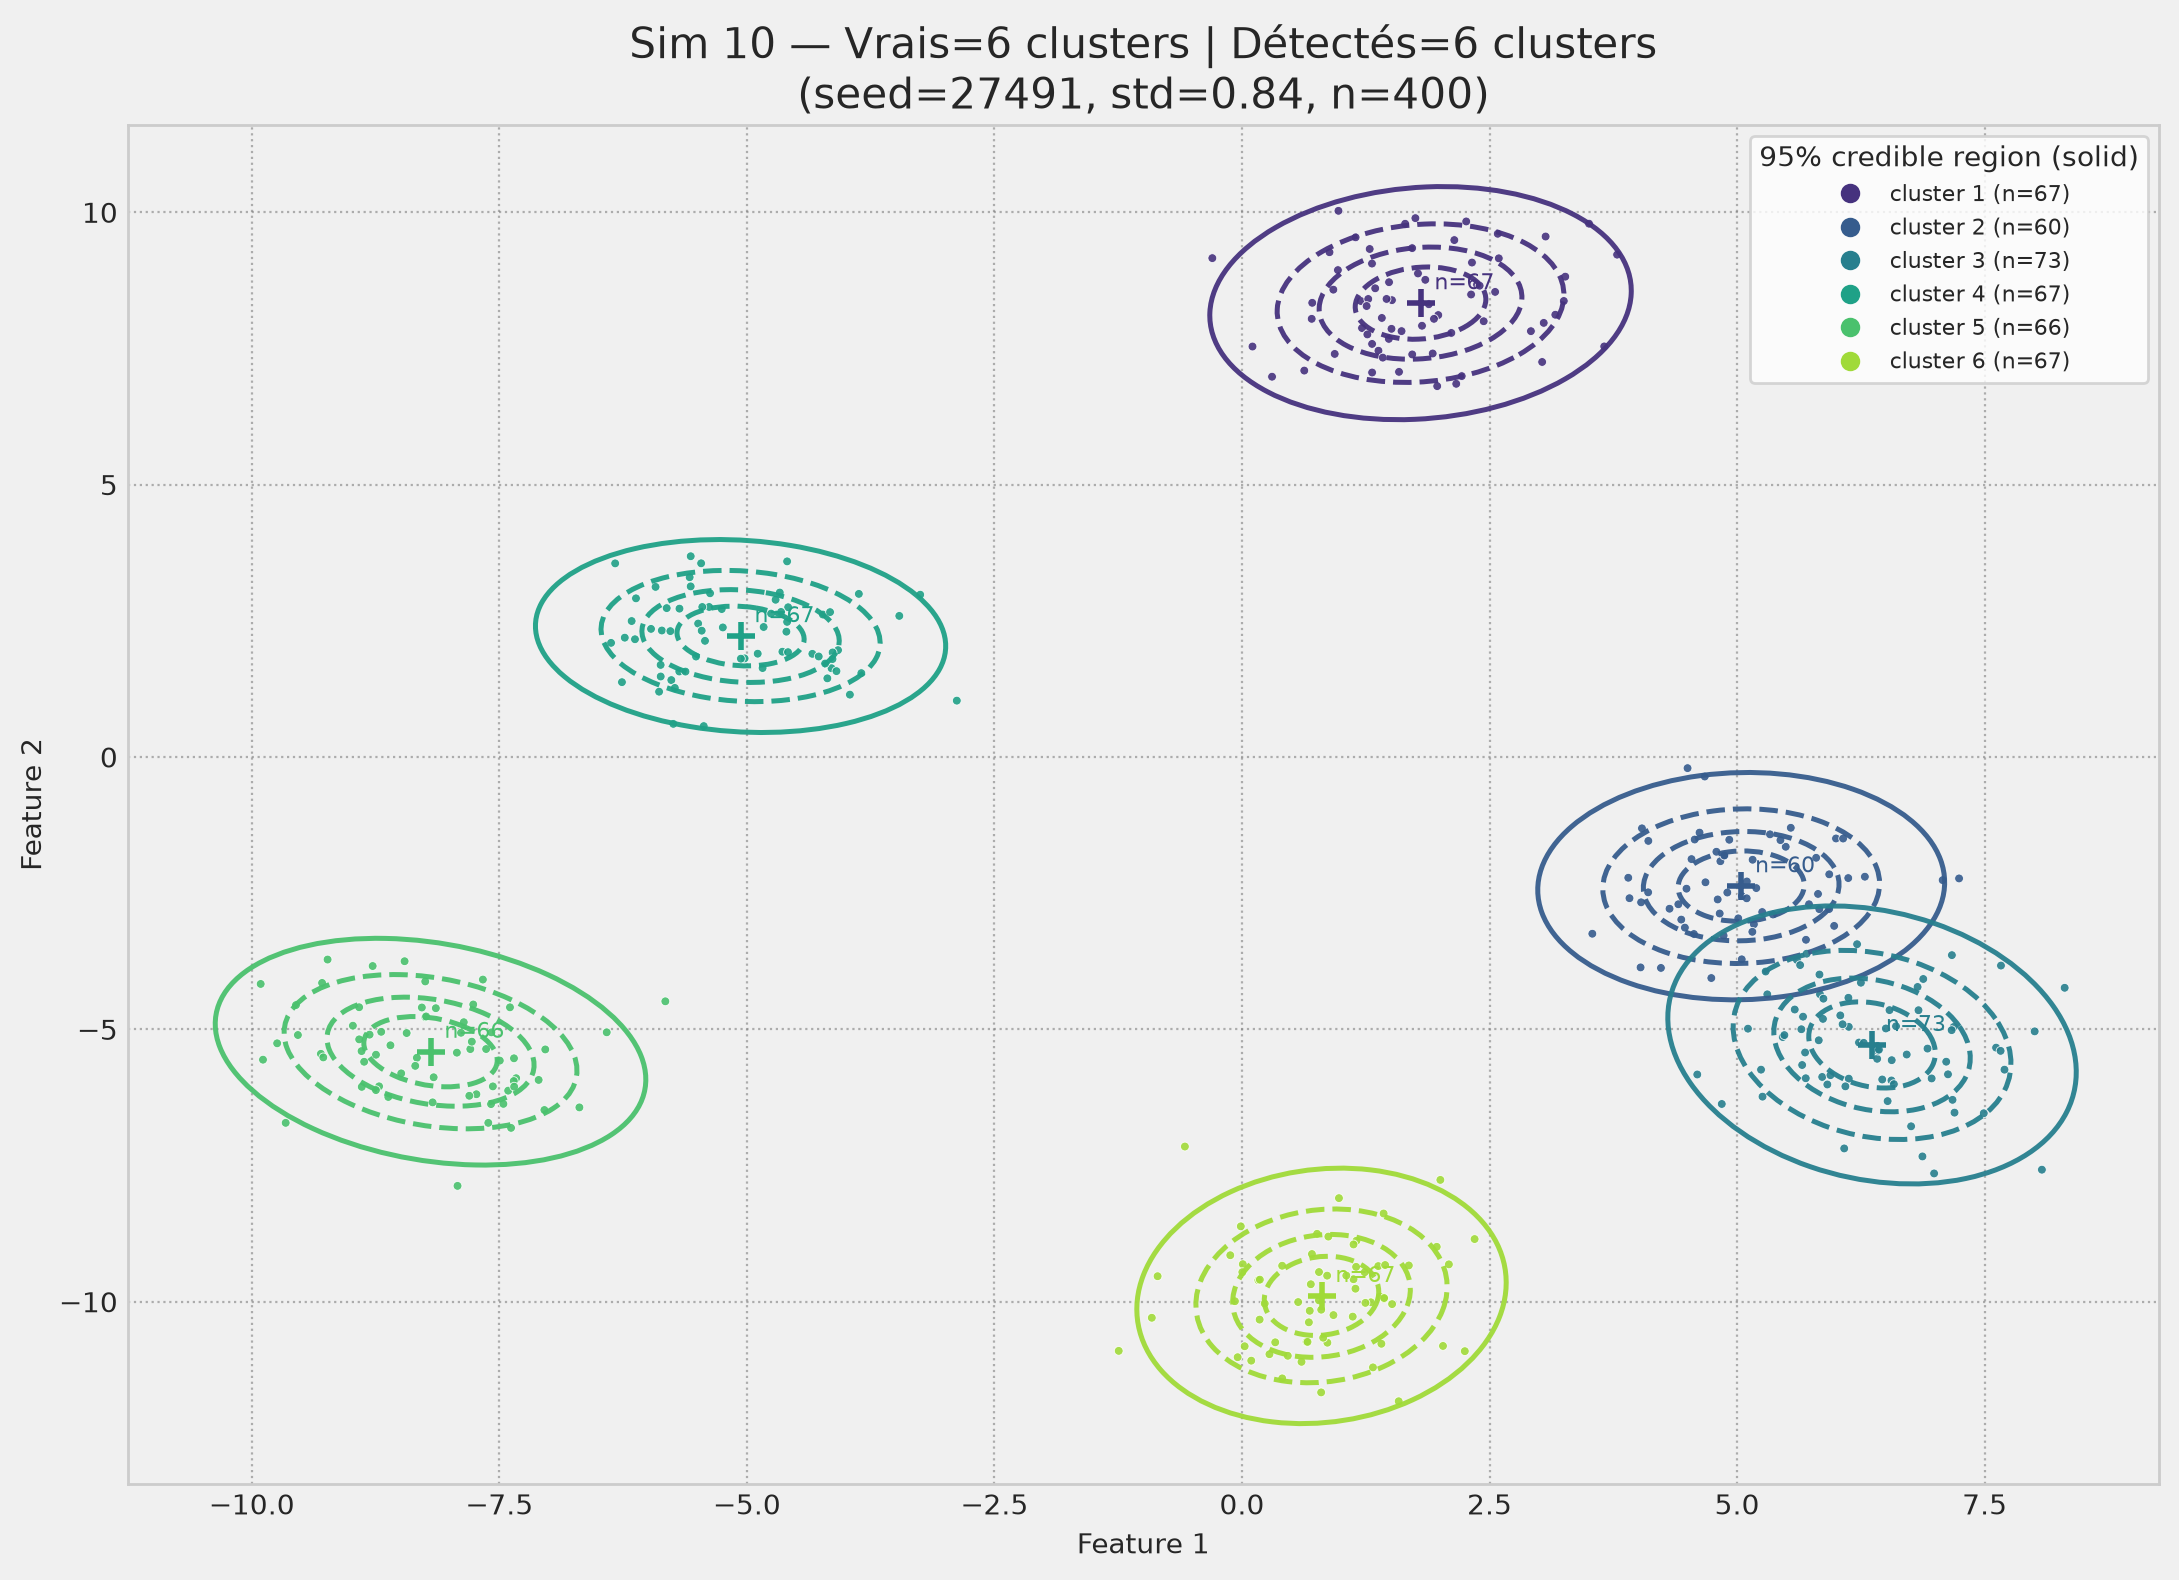 Sim 10 — Vrais=6 clusters | Détectés=6 clusters
(seed=27491, std=0.84, n=400)
95% credible region (solid)
cluster 1 (n=67)
cluster 2 (n=60)
cluster 3 (n=73)
cluster 4 (n=67)
cluster 5 (n=66)
cluster 6 (n=67)
10
5
0
−5
−10
Feature 2
n=67
n=67
n=60
n=73
n=66
n=67
−10.0
−7.5
−5.0
−2.5
0.0
2.5
5.0
7.5
Feature 1